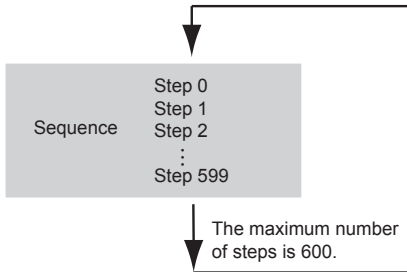 Step 0
Step 1
Sequence Step 2
⋮
Step 599
The maximum number
of steps is 600.